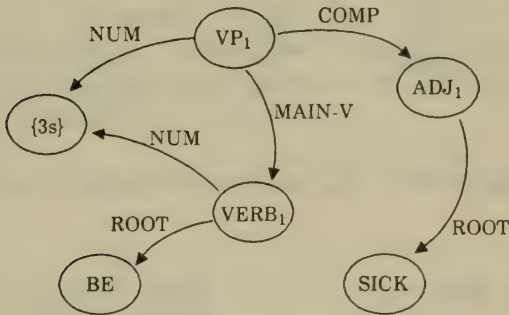 NUM VP₁ COMP
{3s} ADJ₁
NUM MAIN-V
ROOT VERB₁ ROOT
BE SICK